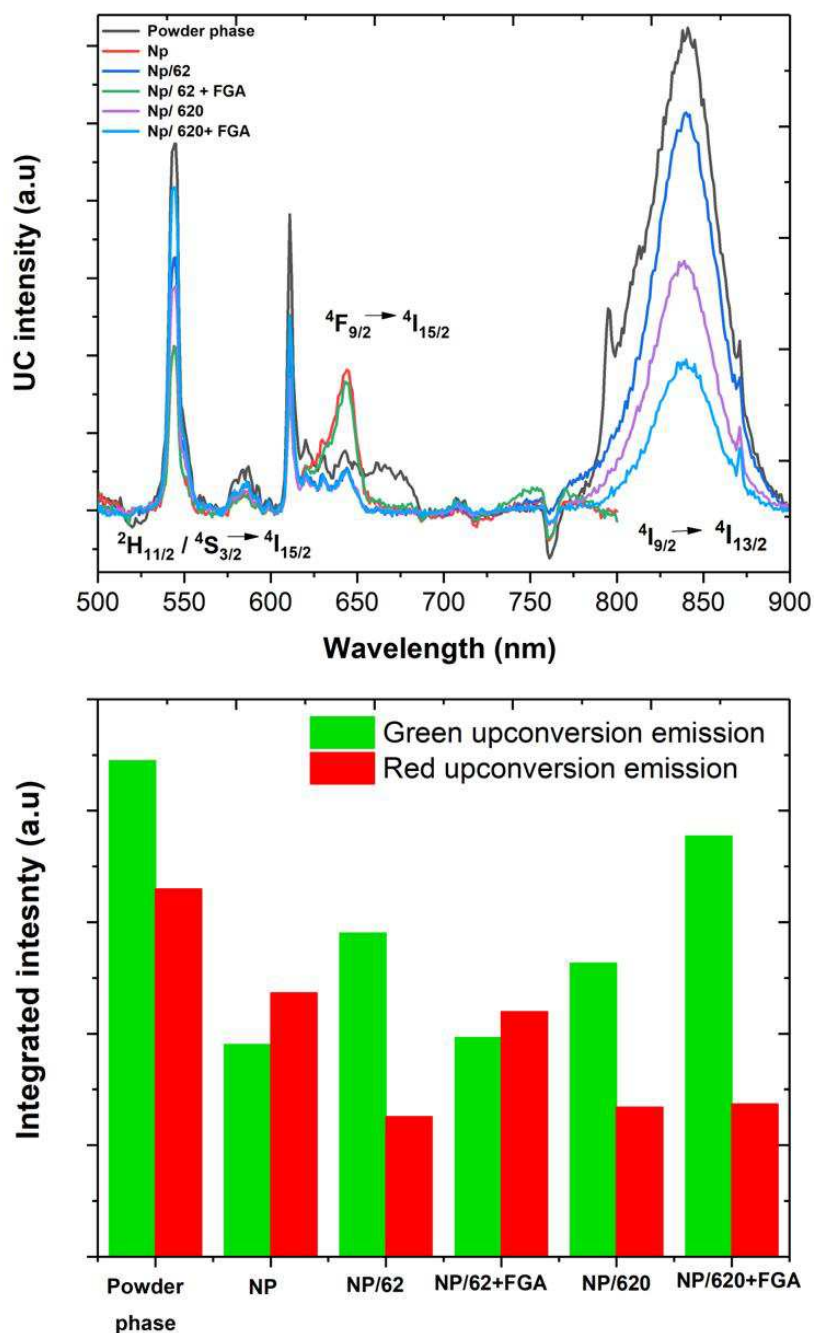 Powder phase
Np
Np/62
Np/ 62 + FGA
Np/ 620
Np/ 620+ FGA
UC intensity (a.u)
⁴F₉/₂ → ⁴I₁₅/₂
²H₁₁/₂ / ⁴S₃/₂ → ⁴I₁₅/₂
⁴I₉/₂ → ⁴I₁₃/₂
500 550 600 650 700 750 800 850 900
Wavelength (nm)
Green upconversion emission
Red upconversion emission
Integrated intesnty (a.u)
Powder
phase
NP
NP/62
NP/62+FGA
NP/620
NP/620+FGA